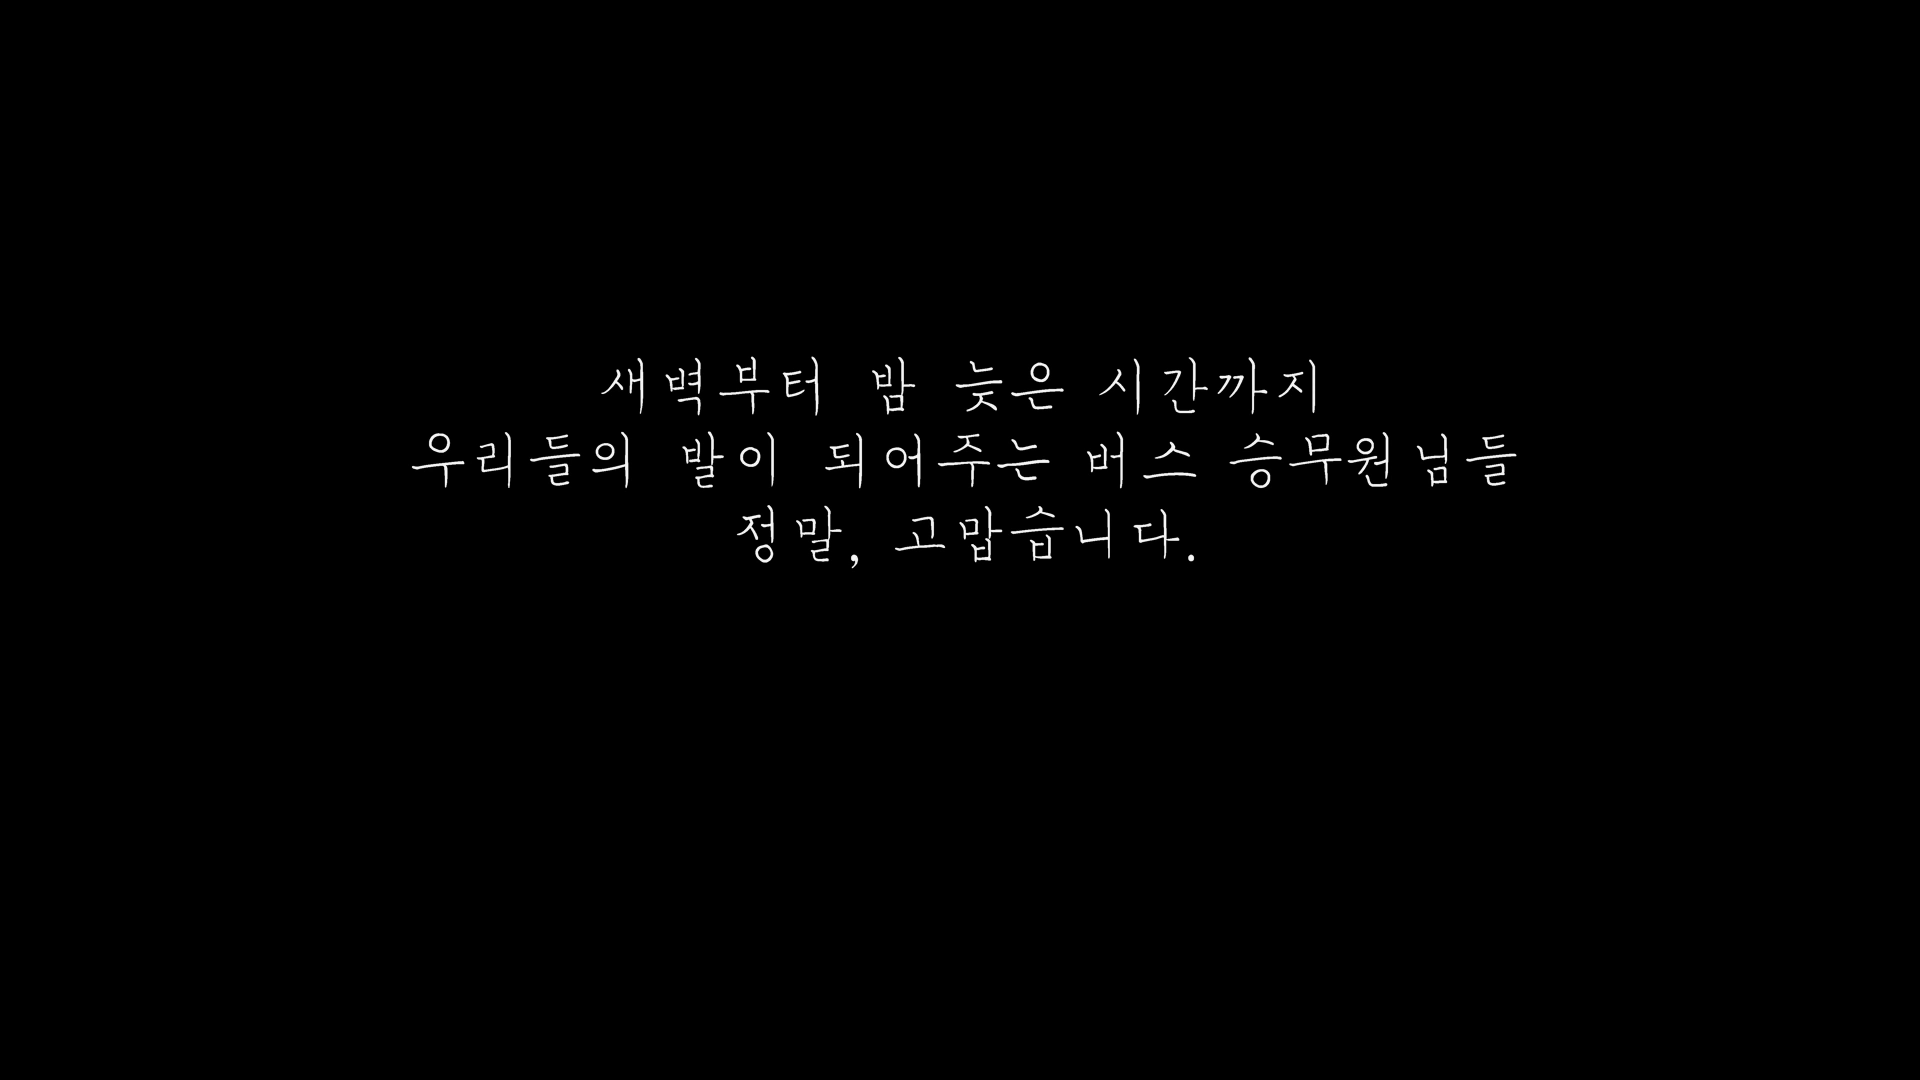 새벽부터 밤 늦은 시간까지
우리들의 발이 되어주는 버스 승무원님들
정말, 고맙습니다.